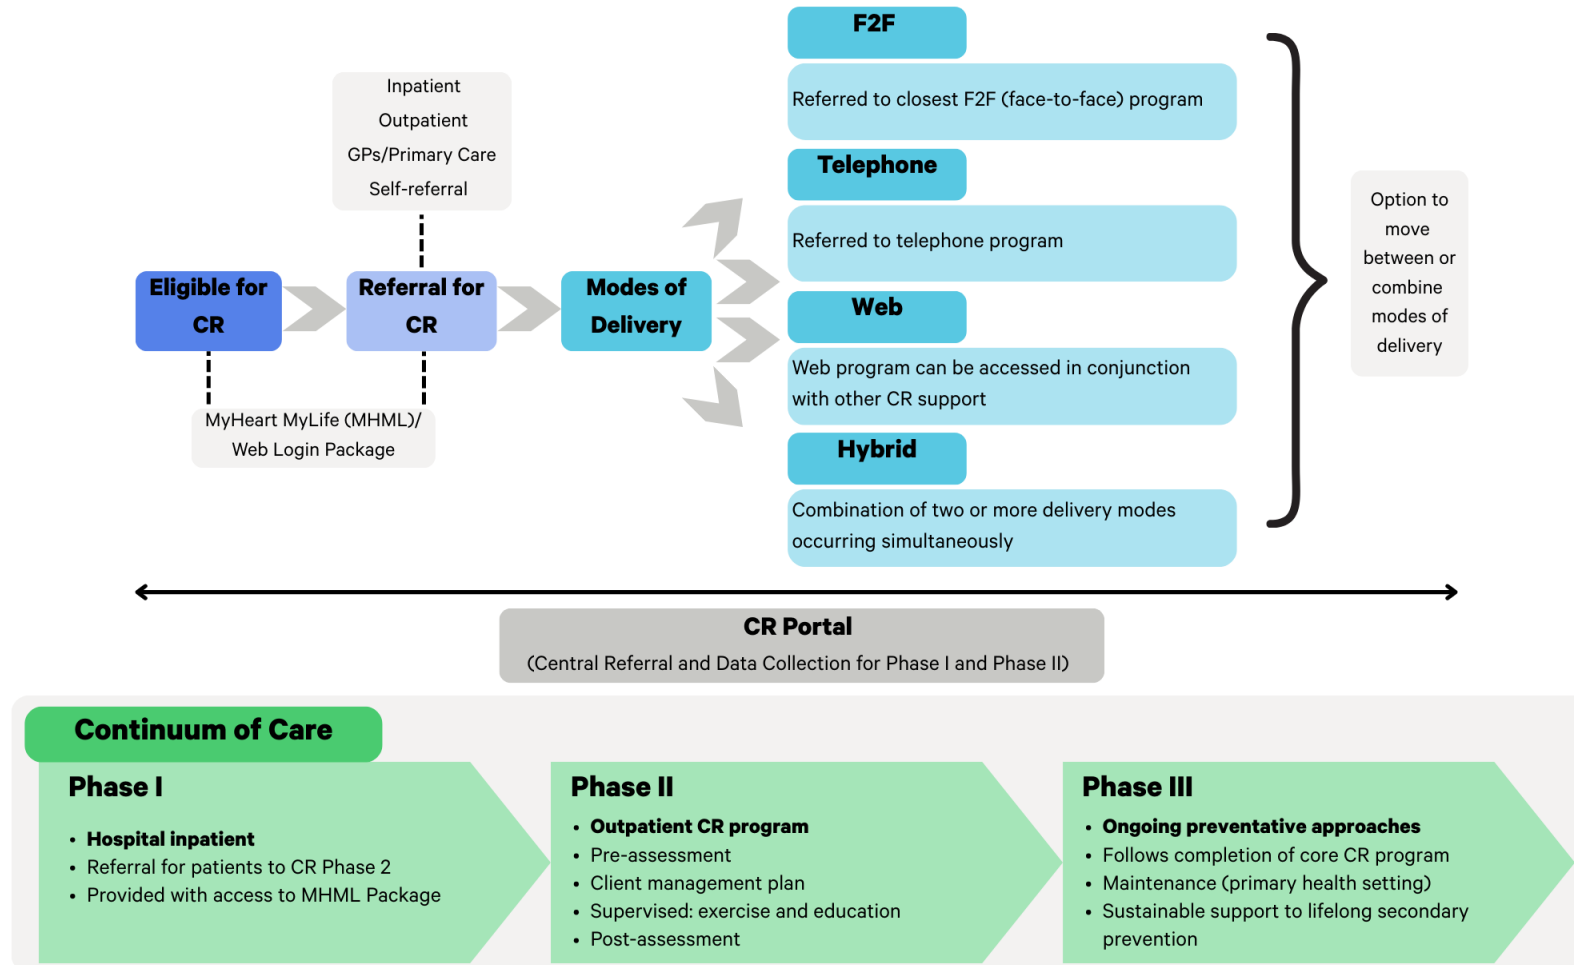 Inpatient
Outpatient
GPs/Primary Care
Self-referral
Eligible for
CR
Referral for
CR
Modes of
Delivery
MyHeart MyLife (MHML)/
Web Login Package
F2F
Referred to closest F2F (face-to-face) program
Telephone
Referred to telephone program
Web
Web program can be accessed in conjunction
with other CR support
Hybrid
Combination of two or more delivery modes
occurring simultaneously
Option to
move
between or
combine
modes of
delivery
CR Portal
(Central Referral and Data Collection for Phase I and Phase II)
Continuum of Care
Phase I
• Hospital inpatient
• Referral for patients to CR Phase 2
• Provided with access to MHML Package
Phase II
• Outpatient CR program
• Pre-assessment
• Client management plan
• Supervised: exercise and education
• Post-assessment
Phase III
• Ongoing preventative approaches
• Follows completion of core CR program
• Maintenance (primary health setting)
• Sustainable support to lifelong secondary
prevention